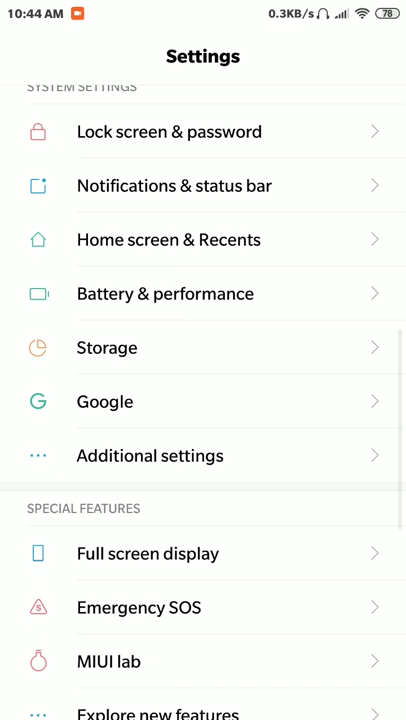 10:44 AM 0.3KB/s 78
Settings
SYSTEM SETTINGS
Lock screen & password
Notifications & status bar
Home screen & Recents
Battery & performance
Storage
Google
Additional settings
SPECIAL FEATURES
Full screen display
Emergency SOS
MIUI lab
Explore new features